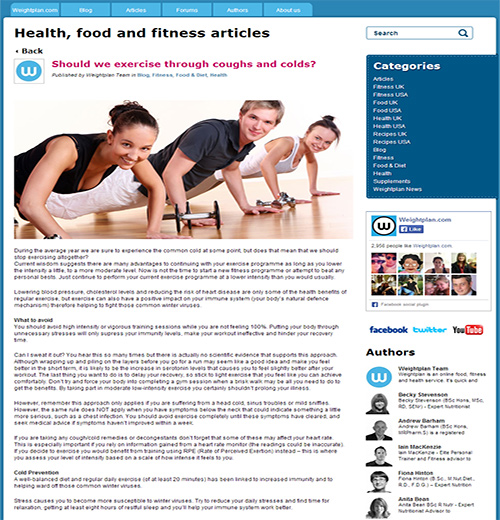 Weightplan.com
Blog
Articles
Forums
Authors
About us
Health, food and fitness articles
Back
Should we exercise through coughs and colds?
Published by Weightplan Team in Blog, Fitness, Food & Diet, Health
During the average year we are sure to experience the common cold at some point, but does that mean that we should
stop exercising altogether?
Current wisdom suggests there are many advantages to continuing with your exercise programme as long as you lower
the intensity a little, to a more moderate level. Now is not the time to start a new fitness programme or attempt to beat any
personal bests. Just continue to perform your current exercise programme at a lower intensity than you would usually.
Lowering blood pressure, cholesterol levels and reducing the risk of heart disease are only some of the health benefits of
regular exercise, but exercise can also have a positive impact on your immune system (your body's natural defence
mechanism) therefore helping to fight those common winter viruses.
What to avoid
You should avoid high intensity or vigorous training sessions while you are not feeling 100%. Putting your body through
unnecessary stresses will only supress your immunity levels, make your workout ineffective and hinder your recovery
time.
Can I sweat it out? You hear this so many times but there is actually no scientific evidence that supports this approach.
Although wrapping up and piling on the layers before you go for a run may seem like a good idea and make you feel
better in the short term, it is likely to be the increase in serotonin levels that causes you to feel slightly better after your
workout. The last thing you want to do is to delay your recovery, so stick to light exercise that you feel like you can achieve
comfortably. Don't try and force your body into completing a gym session when a brisk walk may be all you need to do to
get the benefits. By taking part in moderate low-intensity exercise you certainly shouldn't prolong your illness.
However, remember this approach only applies if you are suffering from a head cold, sinus troubles or mild sniffles.
However, the same rule does NOT apply when you have symptoms below the neck that could indicate something a little
more serious, such as a chest infection. You should avoid exercise completely until these symptoms have cleared, and
seek medical advice if symptoms haven't improved within a week.
If you are taking any cough/cold remedies or decongestants don't forget that some of these may affect your heart rate.
This is especially important if you rely on information gained from a heart rate monitor (the readings could be inaccurate).
If you decide to exercise you would benefit from training using RPE (Rate of Perceived Exertion) instead – this is where
you assess your level of intensity based on a scale of how intense it feels to you.
Cold Prevention
A well-balanced diet and regular daily exercise (of at least 20 minutes) has been linked to increased immunity and to
helping ward off those common winter viruses.
Stress causes you to become more susceptible to winter viruses. Try to reduce your daily stresses and find time for
relaxation, getting at least eight hours of restful sleep and you'll help your immune system work better.
Search
Categories
Articles
Fitness UK
Fitness USA
Food UK
Food USA
Health UK
Health USA
Recipes UK
Recipes USA
Blog
Fitness
Food & Diet
Health
Supplements
Weightplan News
Weightplan.com
Like
2,956 people like Weightplan.com.
Facebook social plugin
facebook twitter You Tube
Authors
Weightplan Team
Weightplan is an online food, fitness
and health service. It's quick and
Becky Stevenson
Becky Stevenson (BSc Hons, MSc,
RD, SENr) - Expert Nutritionist
Andrew Barham
Andrew Barham (BSc Hons,
MRPharm.S) is a registered
Iain MacKenzie
Iain MacKenzie - Elite Personal
Trainer and Fitness advisor to
Fiona Hinton
Fiona Hinton (B.Sc., M.Nut.Diet.,
R.D., P.G.D.) - Expert Nutrition
Anita Bean
Anita Bean BSc R Nutr - Expert
Nutritional Advisor to